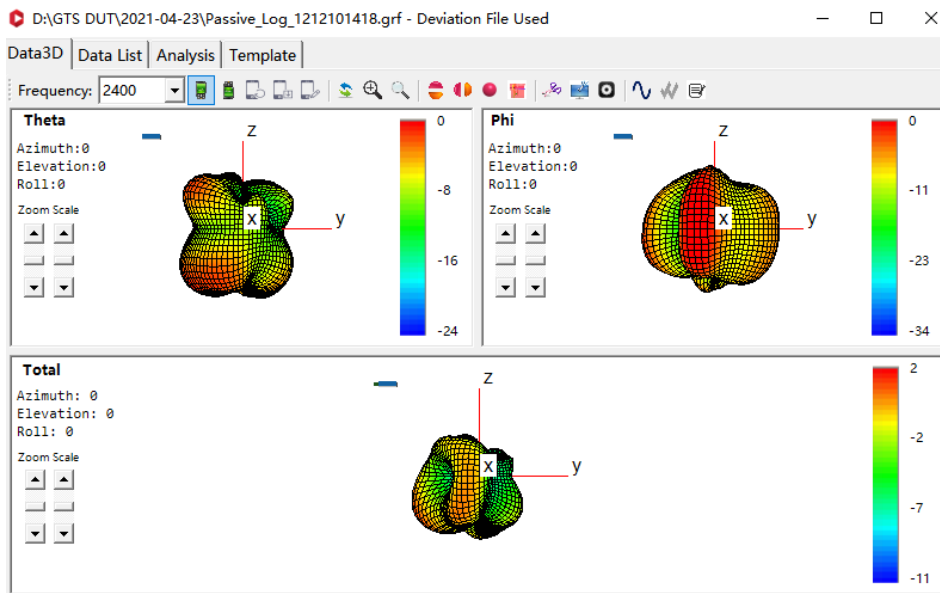 D:\GTS DUT\2021-04-23\Passive_Log_1212101418.grf - Deviation File Used
Data3D Data List Analysis Template
Frequency: 2400
Theta
Azimuth:0
Elevation:0
Roll:0
Zoom Scale
z
x
y
0
-8
-16
-24
Phi
Azimuth:0
Elevation:0
Roll:0
Zoom Scale
z
x
y
0
-11
-23
-34
Total
Azimuth: 0
Elevation: 0
Roll: 0
Zoom Scale
z
x
y
2
-2
-7
-11